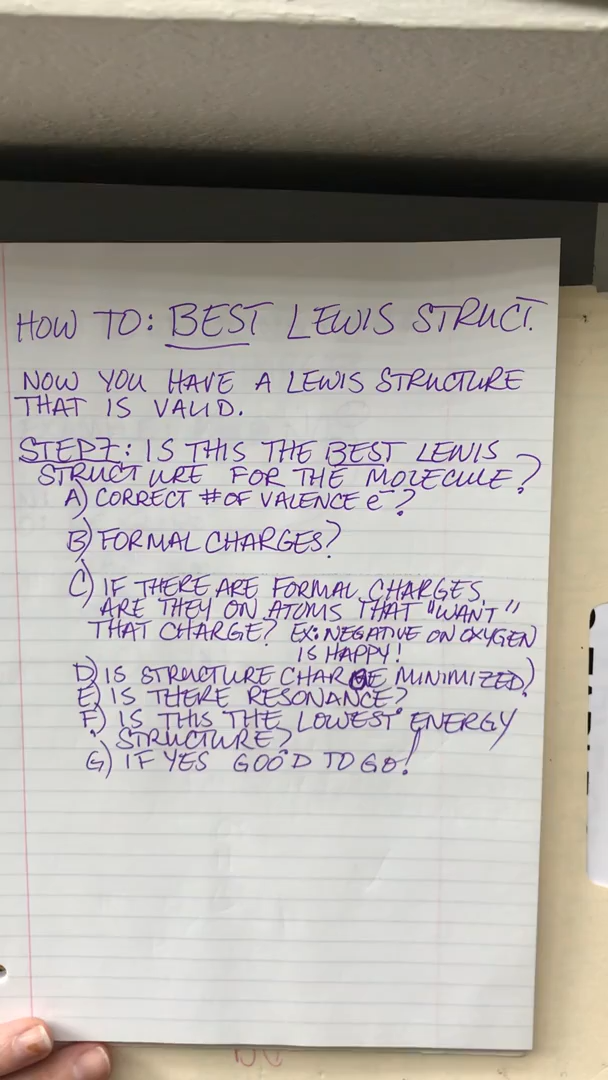 HOW TO: BEST LEWIS STRUCT.
NOW YOU HAVE A LEWIS STRUCTURE
THAT IS VALID.
STEP 7: IS THIS THE BEST LEWIS
STRUCTURE FOR THE MOLECULE?
A) CORRECT # OF VALENCE e⁻?
B) FORMAL CHARGES?
C) IF THERE ARE FORMAL CHARGES,
ARE THEY ON ATOMS THAT "WANT"
THAT CHARGE? EX: NEGATIVE ON OXYGEN
IS HAPPY!
D) IS STRUCTURE CHARGE MINIMIZED?
E) IS THERE RESONANCE?
F) IS THIS THE LOWEST ENERGY
STRUCTURE?
G) IF YES GOOD TO GO!